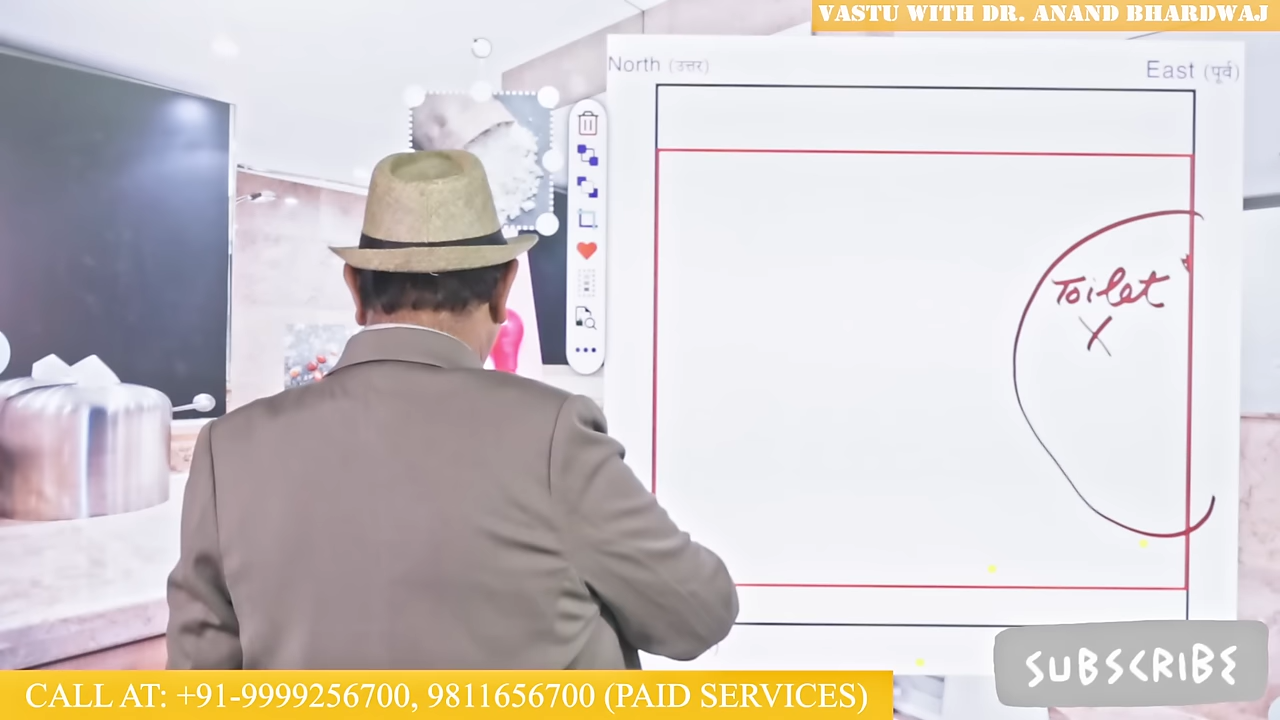 VASTU WITH DR. ANAND BHARDWAJ
North (उत्तर)
East (पूर्व)
Toilet
X
SUBSCRIBE
CALL AT: +91-9999256700, 9811656700 (PAID SERVICES)